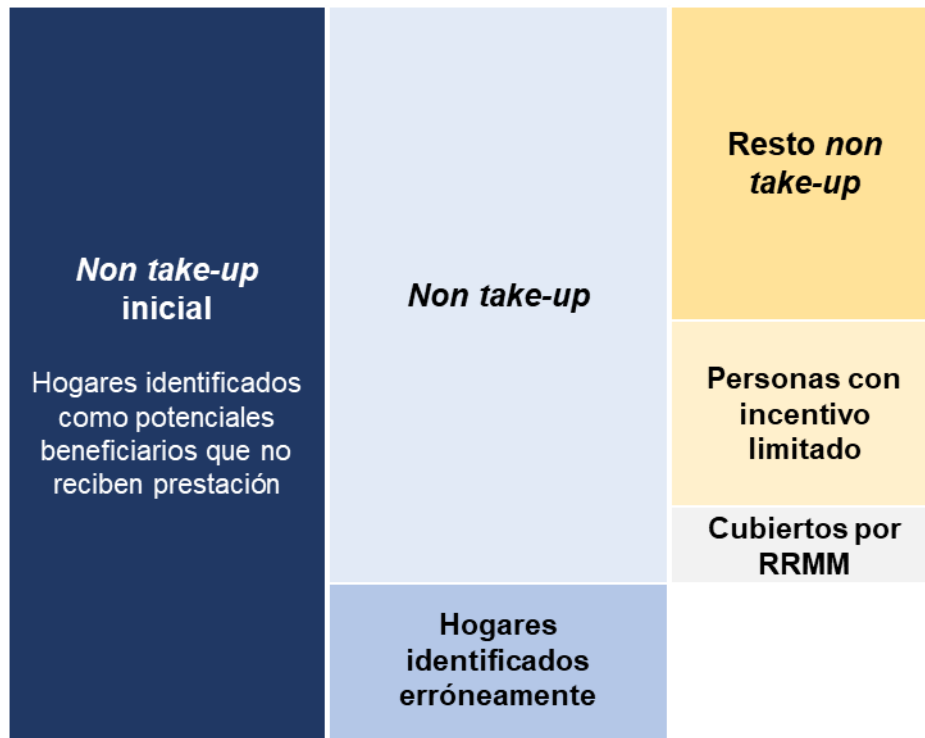 Non take-up
inicial
Hogares identificados
como potenciales
beneficiarios que no
reciben prestación
Non take-up
Hogares
identificados
erróneamente
Resto non
take-up
Personas con
incentivo
limitado
Cubiertos por
RRMM